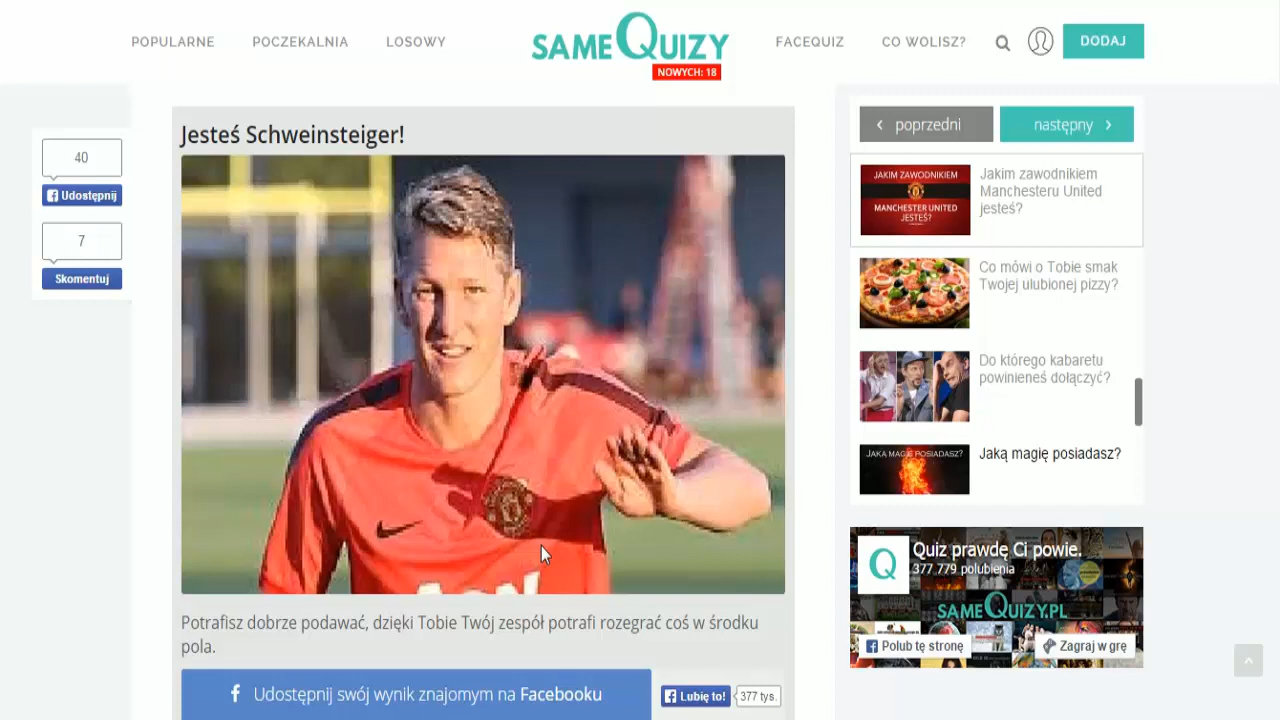 POPULARNE
POCZEKALNIA
LOSOWY
SAMEQUIZY
NOWYCH: 18
FACEQUIZ
CO WOLISZ?
DODAJ
40
Udostępnij
7
Skomentuj
Jesteś Schweinsteiger!
Potrafisz dobrze podawać, dzięki Tobie Twój zespół potrafi rozegrać coś w środku
pola.
Udostępnij swój wynik znajomym na Facebooku
Lubię to!
377 tys.
poprzedni
następny
JAKIM ZAWODNIKIEM
MANCHESTER UNITED
JESTEŚ?
Jakim zawodnikiem
Manchesteru United
jesteś?
Co mówi o Tobie smak
Twojej ulubionej pizzy?
Do którego kabaretu
powinieneś dołączyć?
JAKA MAGIĘ POSIADASZ?
Jaką magię posiadasz?
Q
Quiz prawdę Ci powie.
377 779 polubienia
SAMEQUIZY.PL
Polub tę stronę
Zagraj w grę